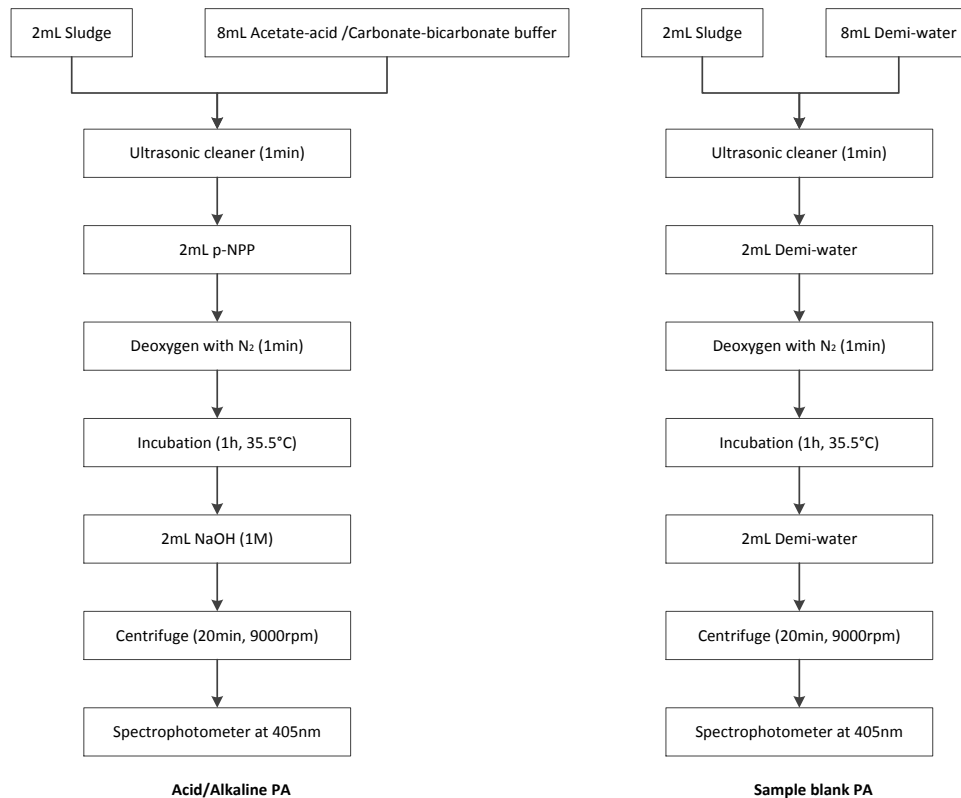 2mL Sludge
8mL Acetate-acid /Carbonate-bicarbonate buffer
Ultrasonic cleaner (1min)
2mL p-NPP
Deoxygen with N₂ (1min)
Incubation (1h, 35.5°C)
2mL NaOH (1M)
Centrifuge (20min, 9000rpm)
Spectrophotometer at 405nm
Acid/Alkaline PA
2mL Sludge
8mL Demi-water
Ultrasonic cleaner (1min)
2mL Demi-water
Deoxygen with N₂ (1min)
Incubation (1h, 35.5°C)
2mL Demi-water
Centrifuge (20min, 9000rpm)
Spectrophotometer at 405nm
Sample blank PA